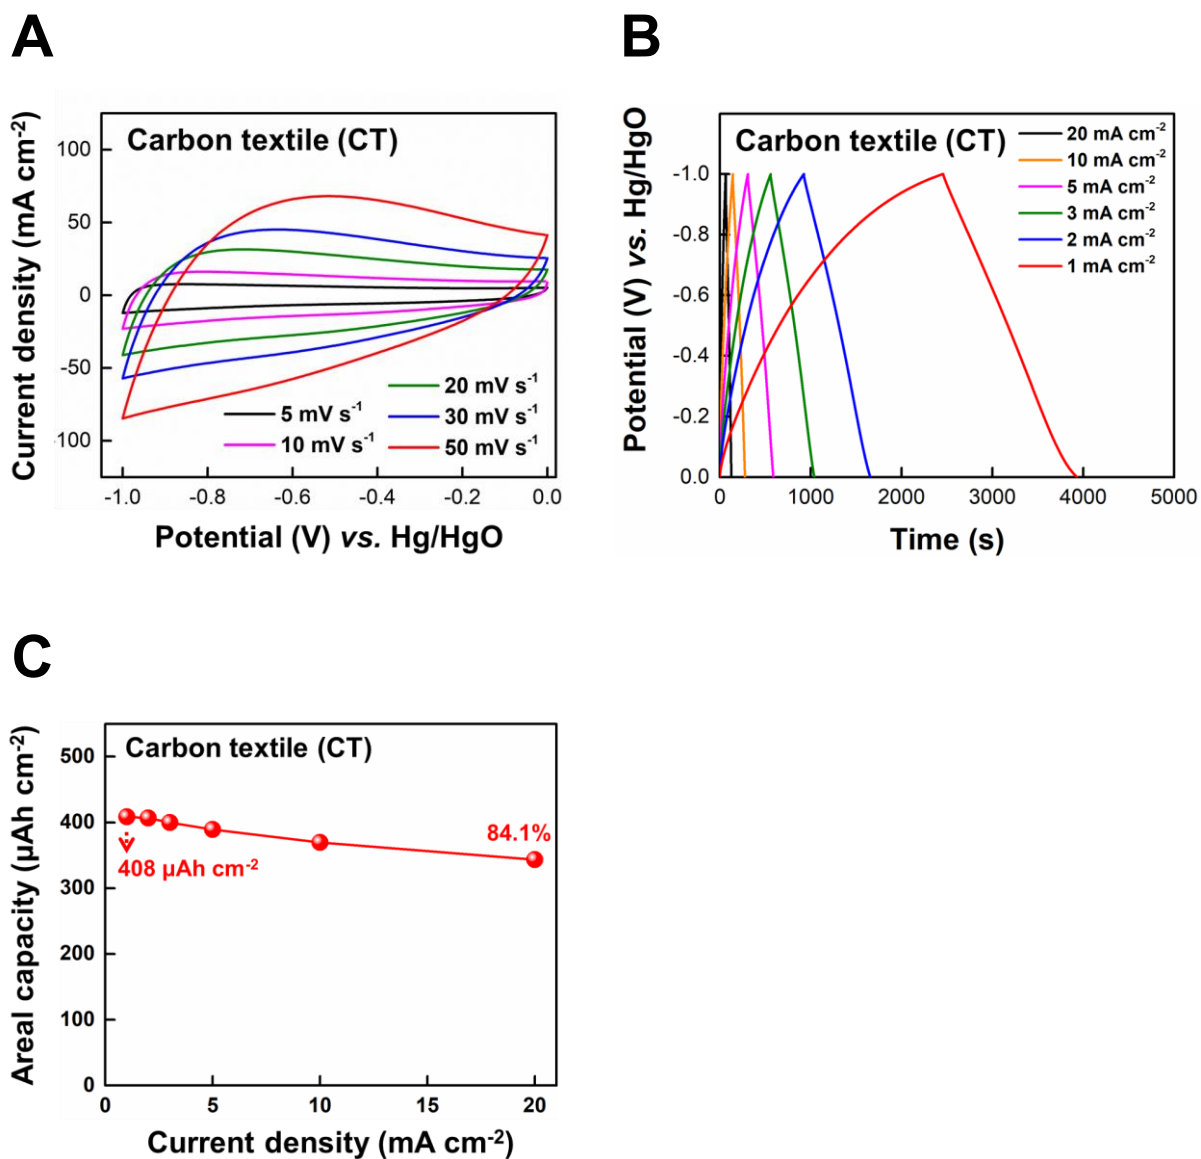 A
Carbon textile (CT)
Current density (mA cm-2)
100
50
0
-50
-100
20 mV s-1
5 mV s-1
30 mV s-1
10 mV s-1
50 mV s-1
-1.0 -0.8 -0.6 -0.4 -0.2 0.0
Potential (V) vs. Hg/HgO
B
Carbon textile (CT)
20 mA cm-2
10 mA cm-2
5 mA cm-2
3 mA cm-2
2 mA cm-2
1 mA cm-2
Potential (V) vs. Hg/HgO
-1.0
-0.8
-0.6
-0.4
-0.2
0.0
0 1000 2000 3000 4000 5000
Time (s)
C
Carbon textile (CT)
Areal capacity (µAh cm-2)
500
400
300
200
100
0
84.1%
408 µAh cm-2
0 5 10 15 20
Current density (mA cm-2)